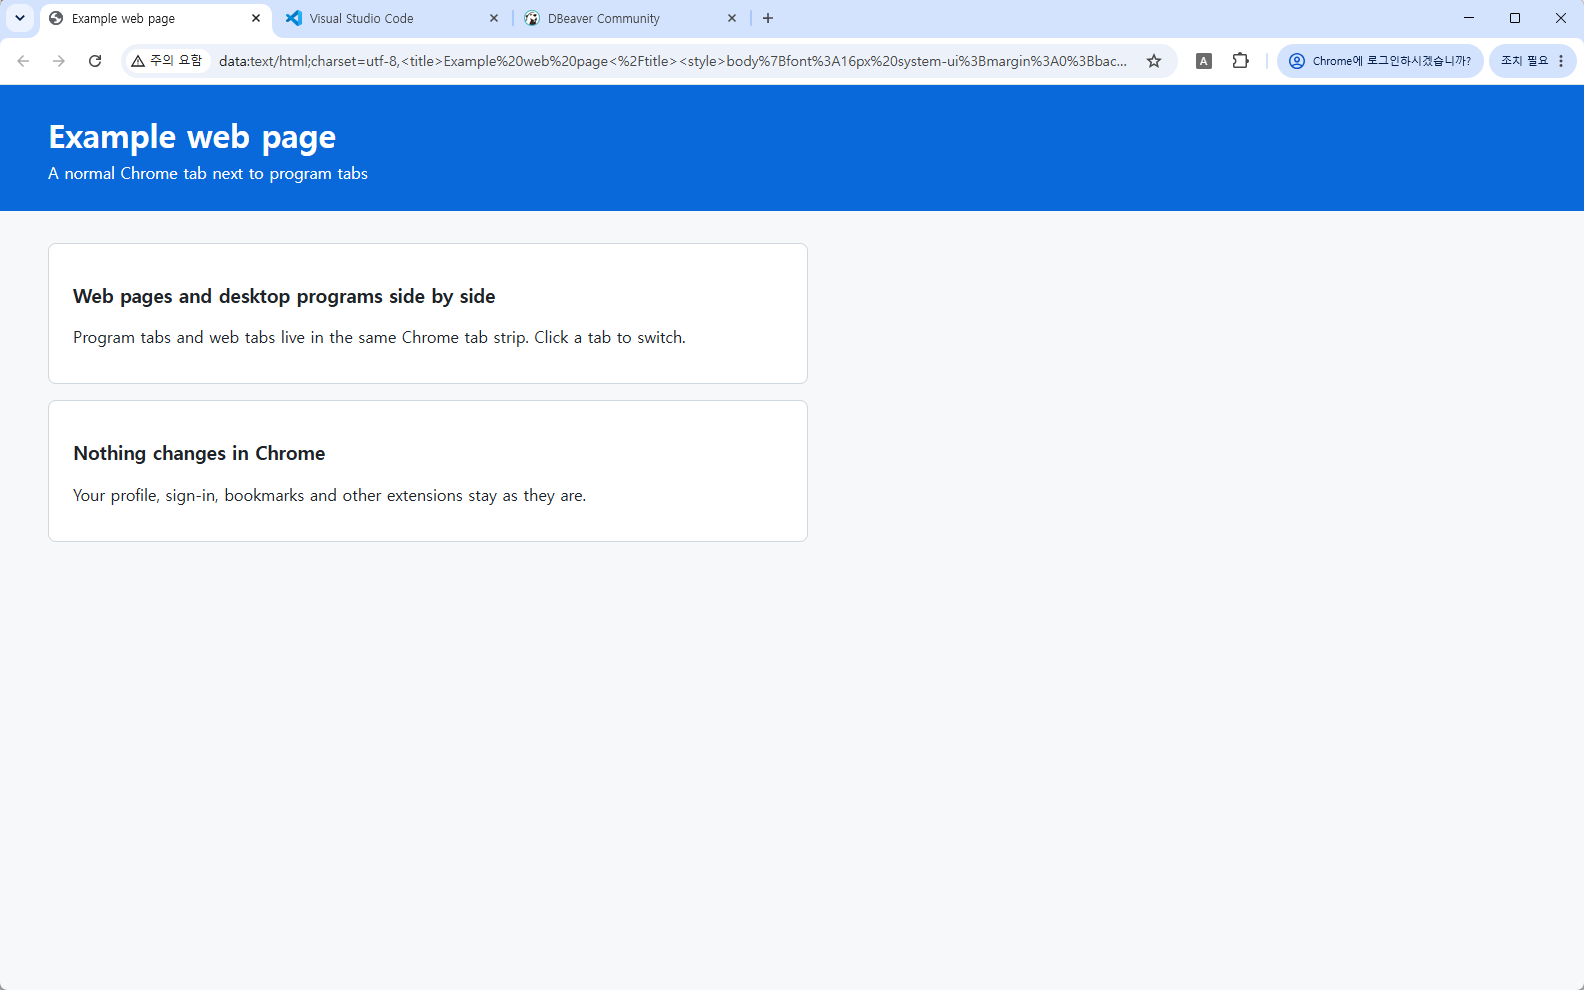 Example web page
Visual Studio Code
DBeaver Community
주의 요함
data:text/html;charset=utf-8,<title>Example%20web%20page<%2Ftitle><style>body%7Bfont%3A16px%20system-ui%3Bmargin%3A0%3Bbac...
A
Chrome에 로그인하시겠습니까?
조치 필요
Example web page
A normal Chrome tab next to program tabs
Web pages and desktop programs side by side
Program tabs and web tabs live in the same Chrome tab strip. Click a tab to switch.
Nothing changes in Chrome
Your profile, sign-in, bookmarks and other extensions stay as they are.